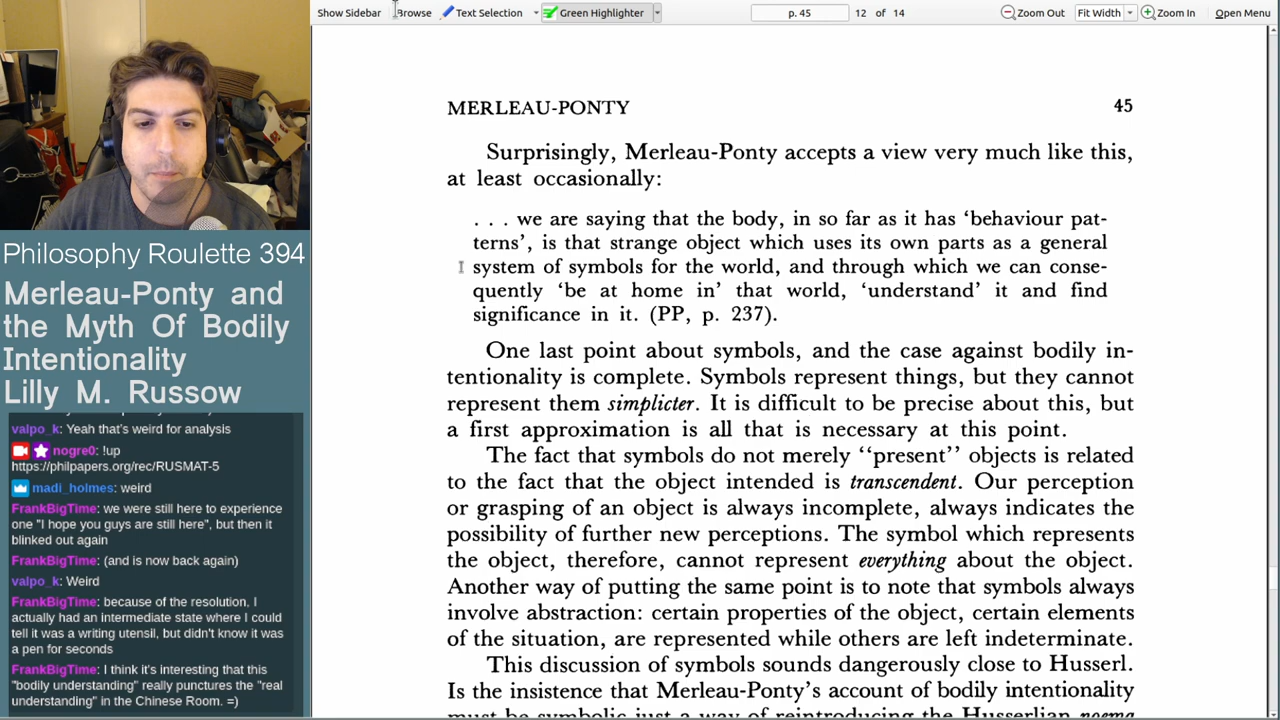 Show Sidebar Browse Text Selection Green Highlighter p. 45 12 of 14 Zoom Out Fit Width Zoom In Open Menu
MERLEAU-PONTY 45
Surprisingly, Merleau-Ponty accepts a view very much like this,
at least occasionally:
. . . we are saying that the body, in so far as it has ‘behaviour pat-
terns’, is that strange object which uses its own parts as a general
system of symbols for the world, and through which we can conse-
quently ‘be at home in’ that world, ‘understand’ it and find
significance in it. (PP, p. 237).
One last point about symbols, and the case against bodily in-
tentionality is complete. Symbols represent things, but they cannot
represent them simplicter. It is difficult to be precise about this, but
a first approximation is all that is necessary at this point.
The fact that symbols do not merely “present” objects is related
to the fact that the object intended is transcendent. Our perception
or grasping of an object is always incomplete, always indicates the
possibility of further new perceptions. The symbol which represents
the object, therefore, cannot represent everything about the object.
Another way of putting the same point is to note that symbols always
involve abstraction: certain properties of the object, certain elements
of the situation, are represented while others are left indeterminate.
This discussion of symbols sounds dangerously close to Husserl.
Is the insistence that Merleau-Ponty’s account of bodily intentionality
must be symbolic just a way of reintroducing the Husserlian noema
Philosophy Roulette 394
Merleau-Ponty and
the Myth Of Bodily
Intentionality
Lilly M. Russow
valpo_k: Yeah that's weird for analysis
nogre0: !up
https://philpapers.org/rec/RUSMAT-5
madi_holmes: weird
FrankBigTime: we were still here to experience
one "I hope you guys are still here", but then it
blinked out again
FrankBigTime: (and is now back again)
valpo_k: Weird
FrankBigTime: because of the resolution, I
actually had an intermediate state where I could
tell it was a writing utensil, but didn't know it was
a pen for seconds
FrankBigTime: I think it's interesting that this
"bodily understanding" really punctures the "real
understanding" in the Chinese Room. =)